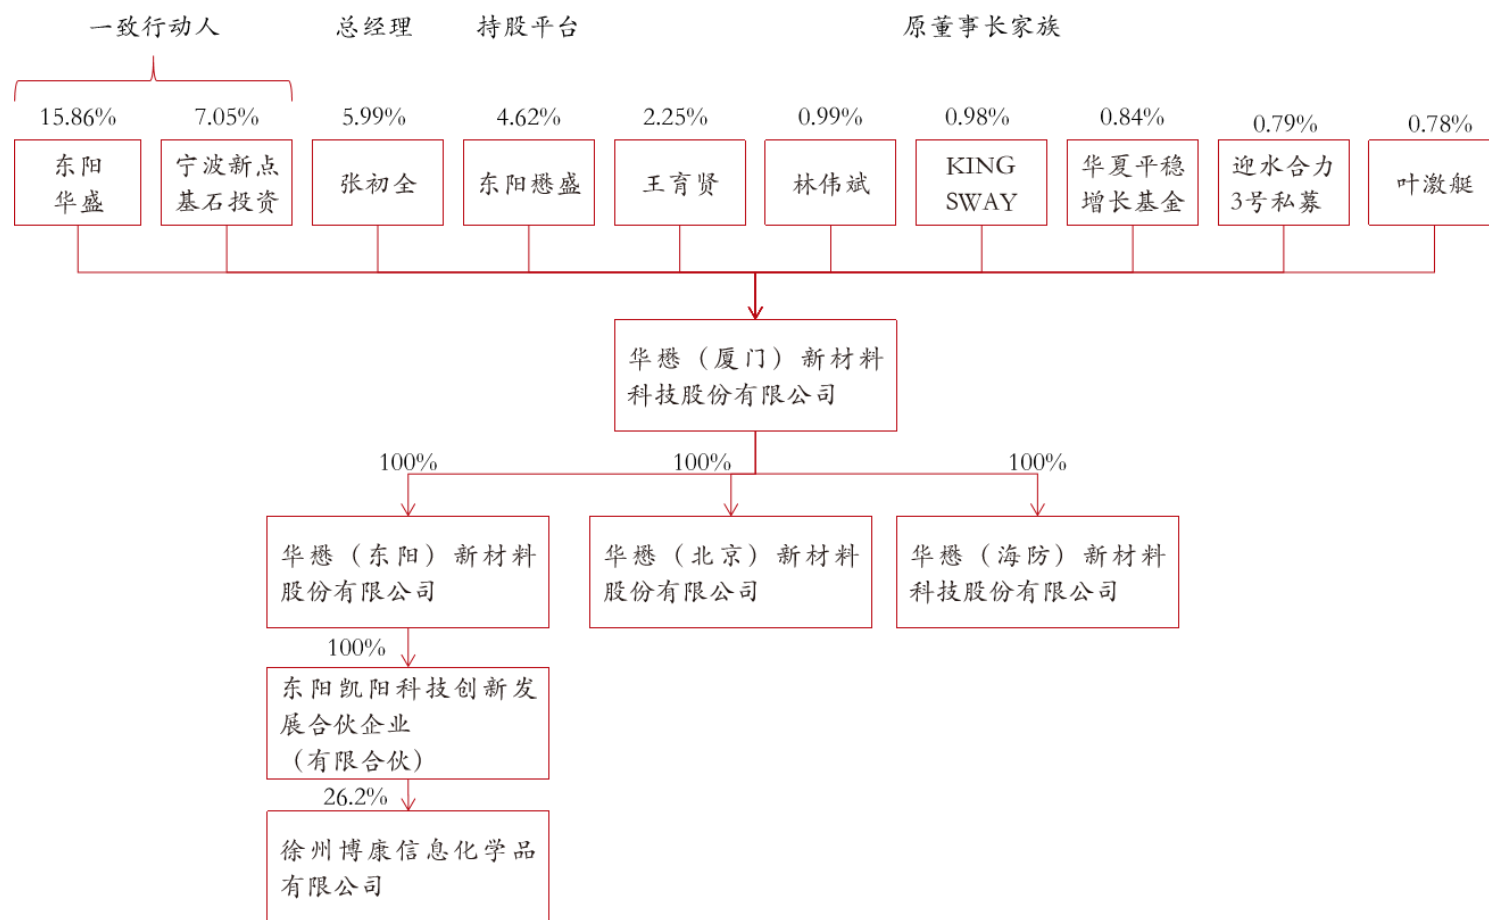 一致行动人 总经理 持股平台 原董事长家族
15.86% 7.05% 5.99% 4.62% 2.25% 0.99% 0.98% 0.84% 0.79% 0.78%
东阳
华盛
宁波新点
基石投资
张初全
东阳懋盛
王育贤
林伟斌
KING
SWAY
华夏平稳
增长基金
迎水合力
3号私募
叶激艇
华懋（厦门）新材料
科技股份有限公司
100% 100% 100%
华懋（东阳）新材料
股份有限公司
华懋（北京）新材料
股份有限公司
华懋（海防）新材料
科技股份有限公司
100%
东阳凯阳科技创新发
展合伙企业
（有限合伙）
26.2%
徐州博康信息化学品
有限公司